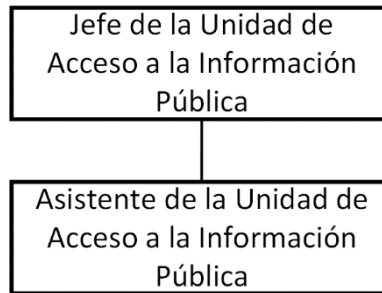 Jefe de la Unidad de
Acceso a la Información
Pública
Asistente de la Unidad de
Acceso a la Información
Pública